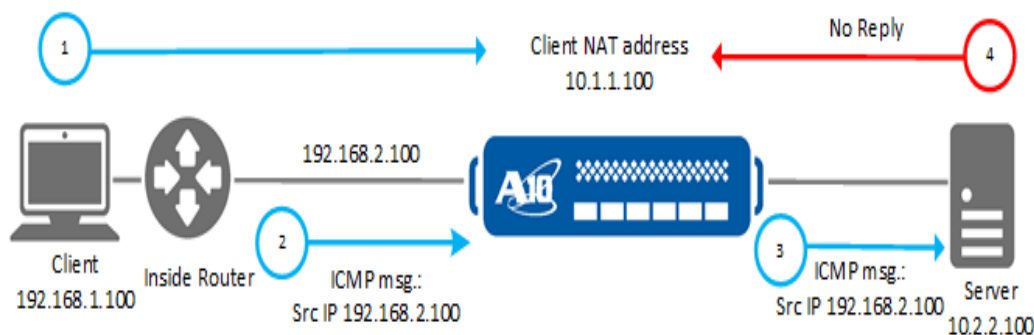 1
Client NAT address
10.1.1.100
No Reply
4
192.168.2.100
A10
Client
192.168.1.100
Inside Router
2
ICMP msg.:
Src IP 192.168.2.100
3
ICMP msg.:
Src IP 192.168.2.100
Server
10.2.2.100